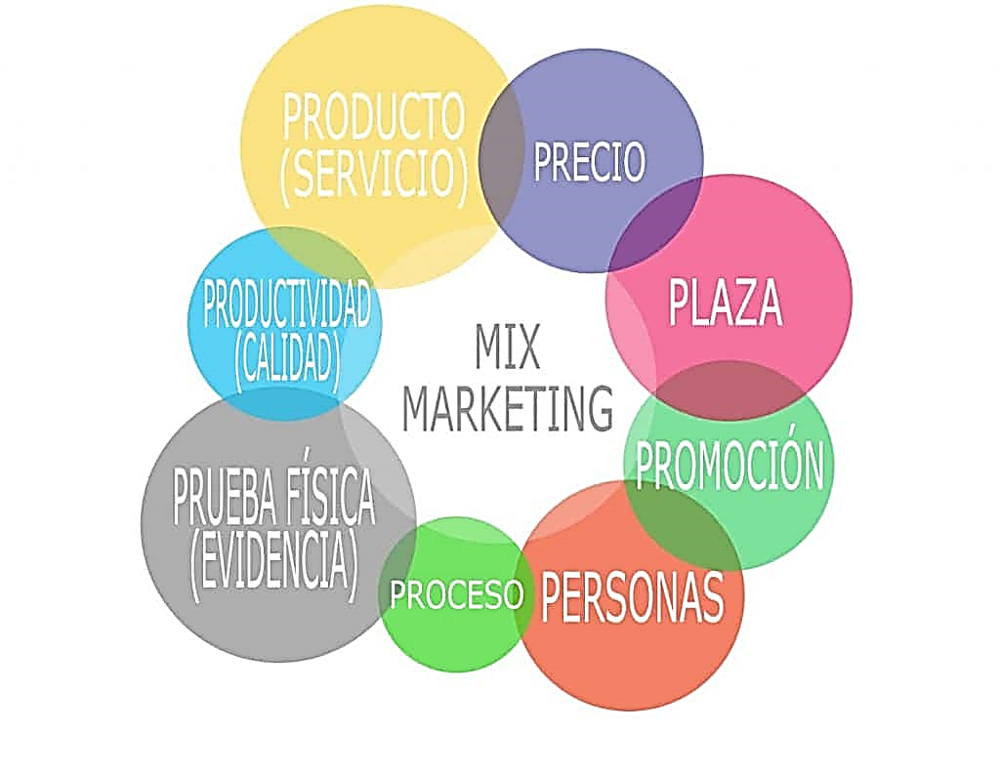 PRODUCTO
(SERVICIO)
PRECIO
PLAZA
PROMOCIÓN
PERSONAS
PROCESO
PRUEBA FÍSICA
(EVIDENCIA)
PRODUCTIVIDAD
(CALIDAD)
MIX
MARKETING